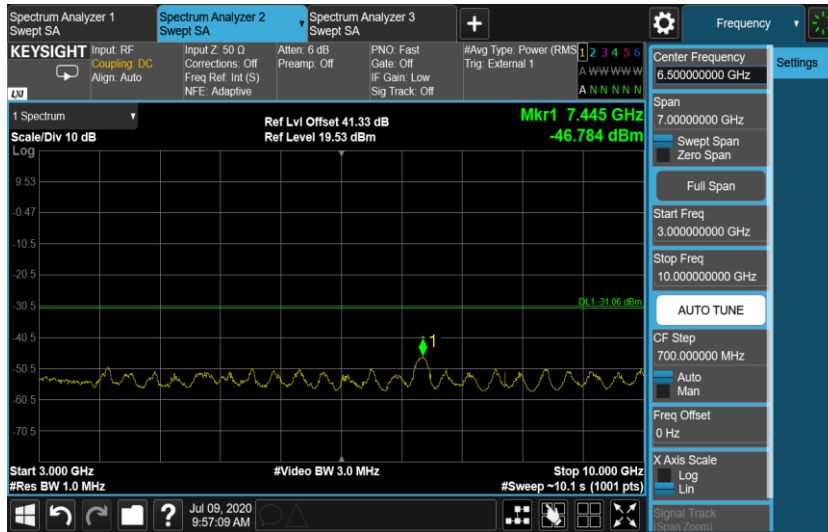 Spectrum Analyzer 1
Swept SA
Spectrum Analyzer 2
Swept SA
Spectrum Analyzer 3
Swept SA
Frequency
KEYSIGHT
LXI
Input: RF
Coupling: DC
Align: Auto
Input Z: 50 Ω
Corrections: Off
Freq Ref: Int (S)
NFE: Adaptive
Atten: 6 dB
Preamp: Off
PNO: Fast
Gate: Off
IF Gain: Low
Sig Track: Off
#Avg Type: Power (RMS
Trig: External 1
1 2 3 4 5 6
A W W W W W
A N N N N N
1 Spectrum
Scale/Div 10 dB
Log
Ref Lvl Offset 41.33 dB
Ref Level 19.53 dBm
Mkr1 7.445 GHz
-46.784 dBm
9.53
-0.47
-10.5
-20.5
-30.5
-40.5
-50.5
-60.5
-70.5
DL1 -31.06 dBm
1
Start 3.000 GHz
#Res BW 1.0 MHz
#Video BW 3.0 MHz
Stop 10.000 GHz
#Sweep ~10.1 s (1001 pts)
Center Frequency
6.500000000 GHz
Settings
Span
7.00000000 GHz
Swept Span
Zero Span
Full Span
Start Freq
3.000000000 GHz
Stop Freq
10.000000000 GHz
AUTO TUNE
CF Step
700.000000 MHz
Auto
Man
Freq Offset
0 Hz
X Axis Scale
Log
Lin
Signal Track
(Span Zoom)
?
Jul 09, 2020
9:57:09 AM